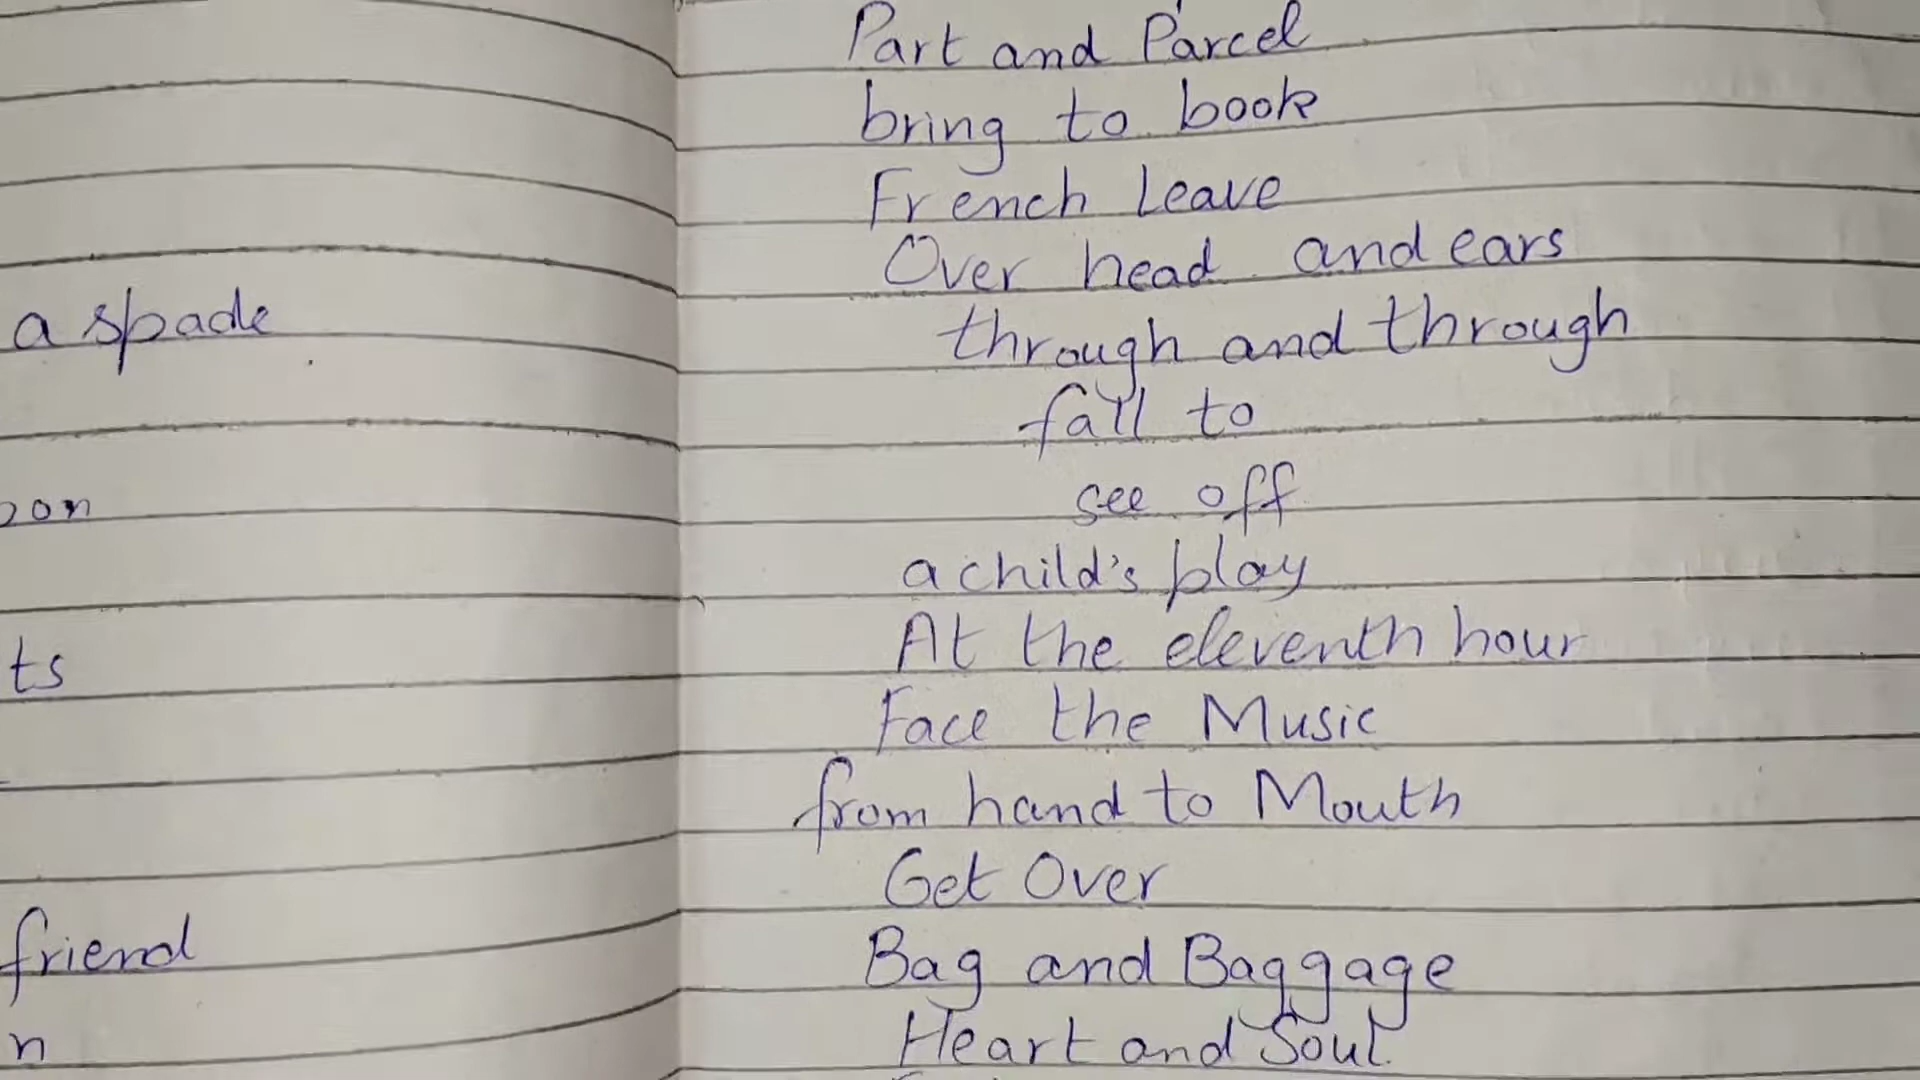 a spade
ts
friend
Part and Parcel
bring to book
French Leave
Over head and ears
through and through
fall to
see off
a child's play
At the eleventh hour
Face the Music
from hand to Mouth
Get Over
Bag and Baggage
Heart and Soul